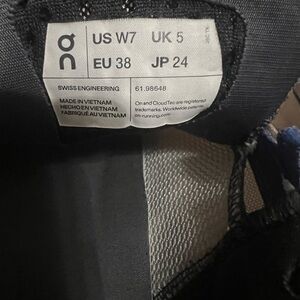 US W7 UK 5
EU 38 JP 24
SWISS ENGINEERING 61.98648
MADE IN VIETNAM
HECHO EN VIETNAM
FABRIQUÉ AU VIETNAM
On and CloudTec are registered
trademarks. Worldwide patents
on-running.com